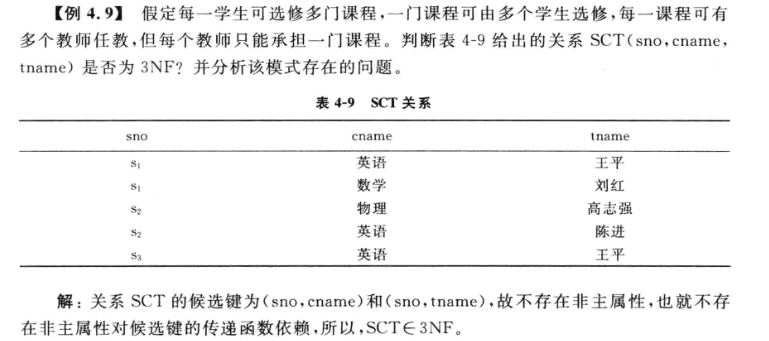 【例 4.9】 假定每一学生可选修多门课程,一门课程可由多个学生选修,每一课程可有
多个教师任教,但每个教师只能承担一门课程。判断表 4-9 给出的关系 SCT(sno,cname,
tname) 是否为 3NF? 并分析该模式存在的问题。
表 4-9 SCT 关系
sno cname tname
s₁ 英语 王平
s₁ 数学 刘红
s₂ 物理 高志强
s₂ 英语 陈进
s₃ 英语 王平
解: 关系 SCT 的候选键为(sno,cname)和(sno,tname),故不存在非主属性,也就不存
在非主属性对候选键的传递函数依赖,所以,SCT∈3NF。